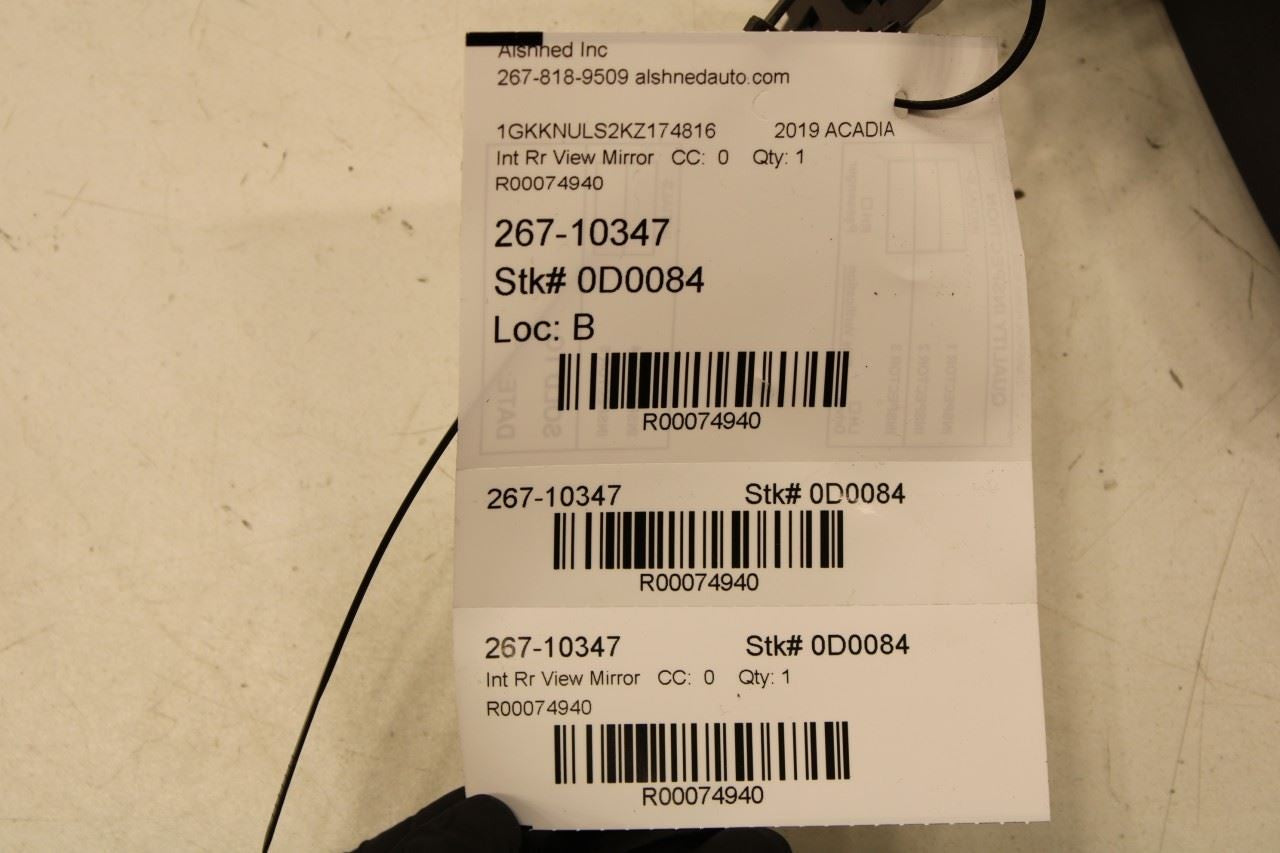 Alshned Inc
267-818-9509 alshnedauto.com
1GKKNULS2KZ174816 2019 ACADIA
Int Rr View Mirror CC: 0 Qty: 1
R00074940
267-10347
Stk# 0D0084
Loc: B
R00074940
267-10347 Stk# 0D0084
R00074940
267-10347 Stk# 0D0084
Int Rr View Mirror CC: 0 Qty: 1
R00074940
R00074940